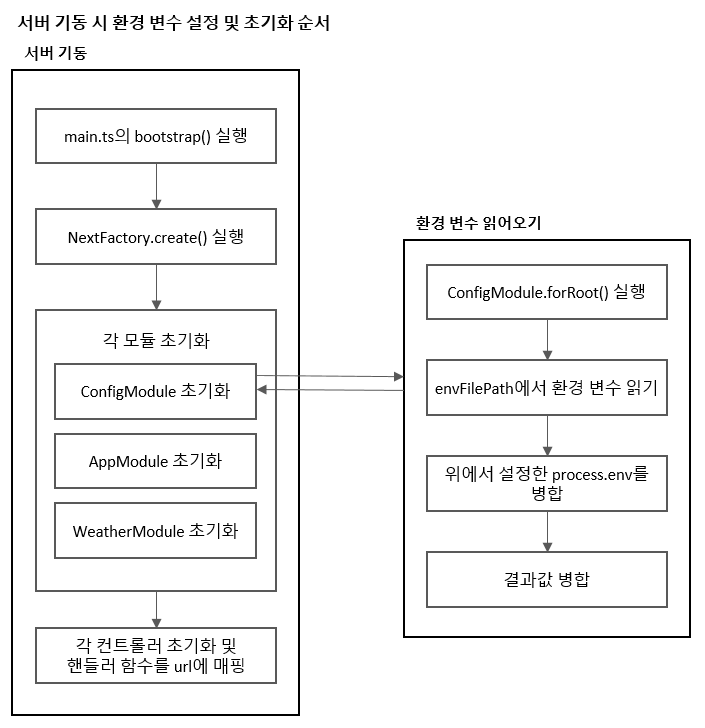 서버 기동 시 환경 변수 설정 및 초기화 순서
서버 기동
main.ts의 bootstrap() 실행
NextFactory.create() 실행
각 모듈 초기화
ConfigModule 초기화
AppModule 초기화
WeatherModule 초기화
각 컨트롤러 초기화 및
핸들러 함수를 url에 매핑
환경 변수 읽어오기
ConfigModule.forRoot() 실행
envFilePath에서 환경 변수 읽기
위에서 설정한 process.env를
병합
결과값 병합